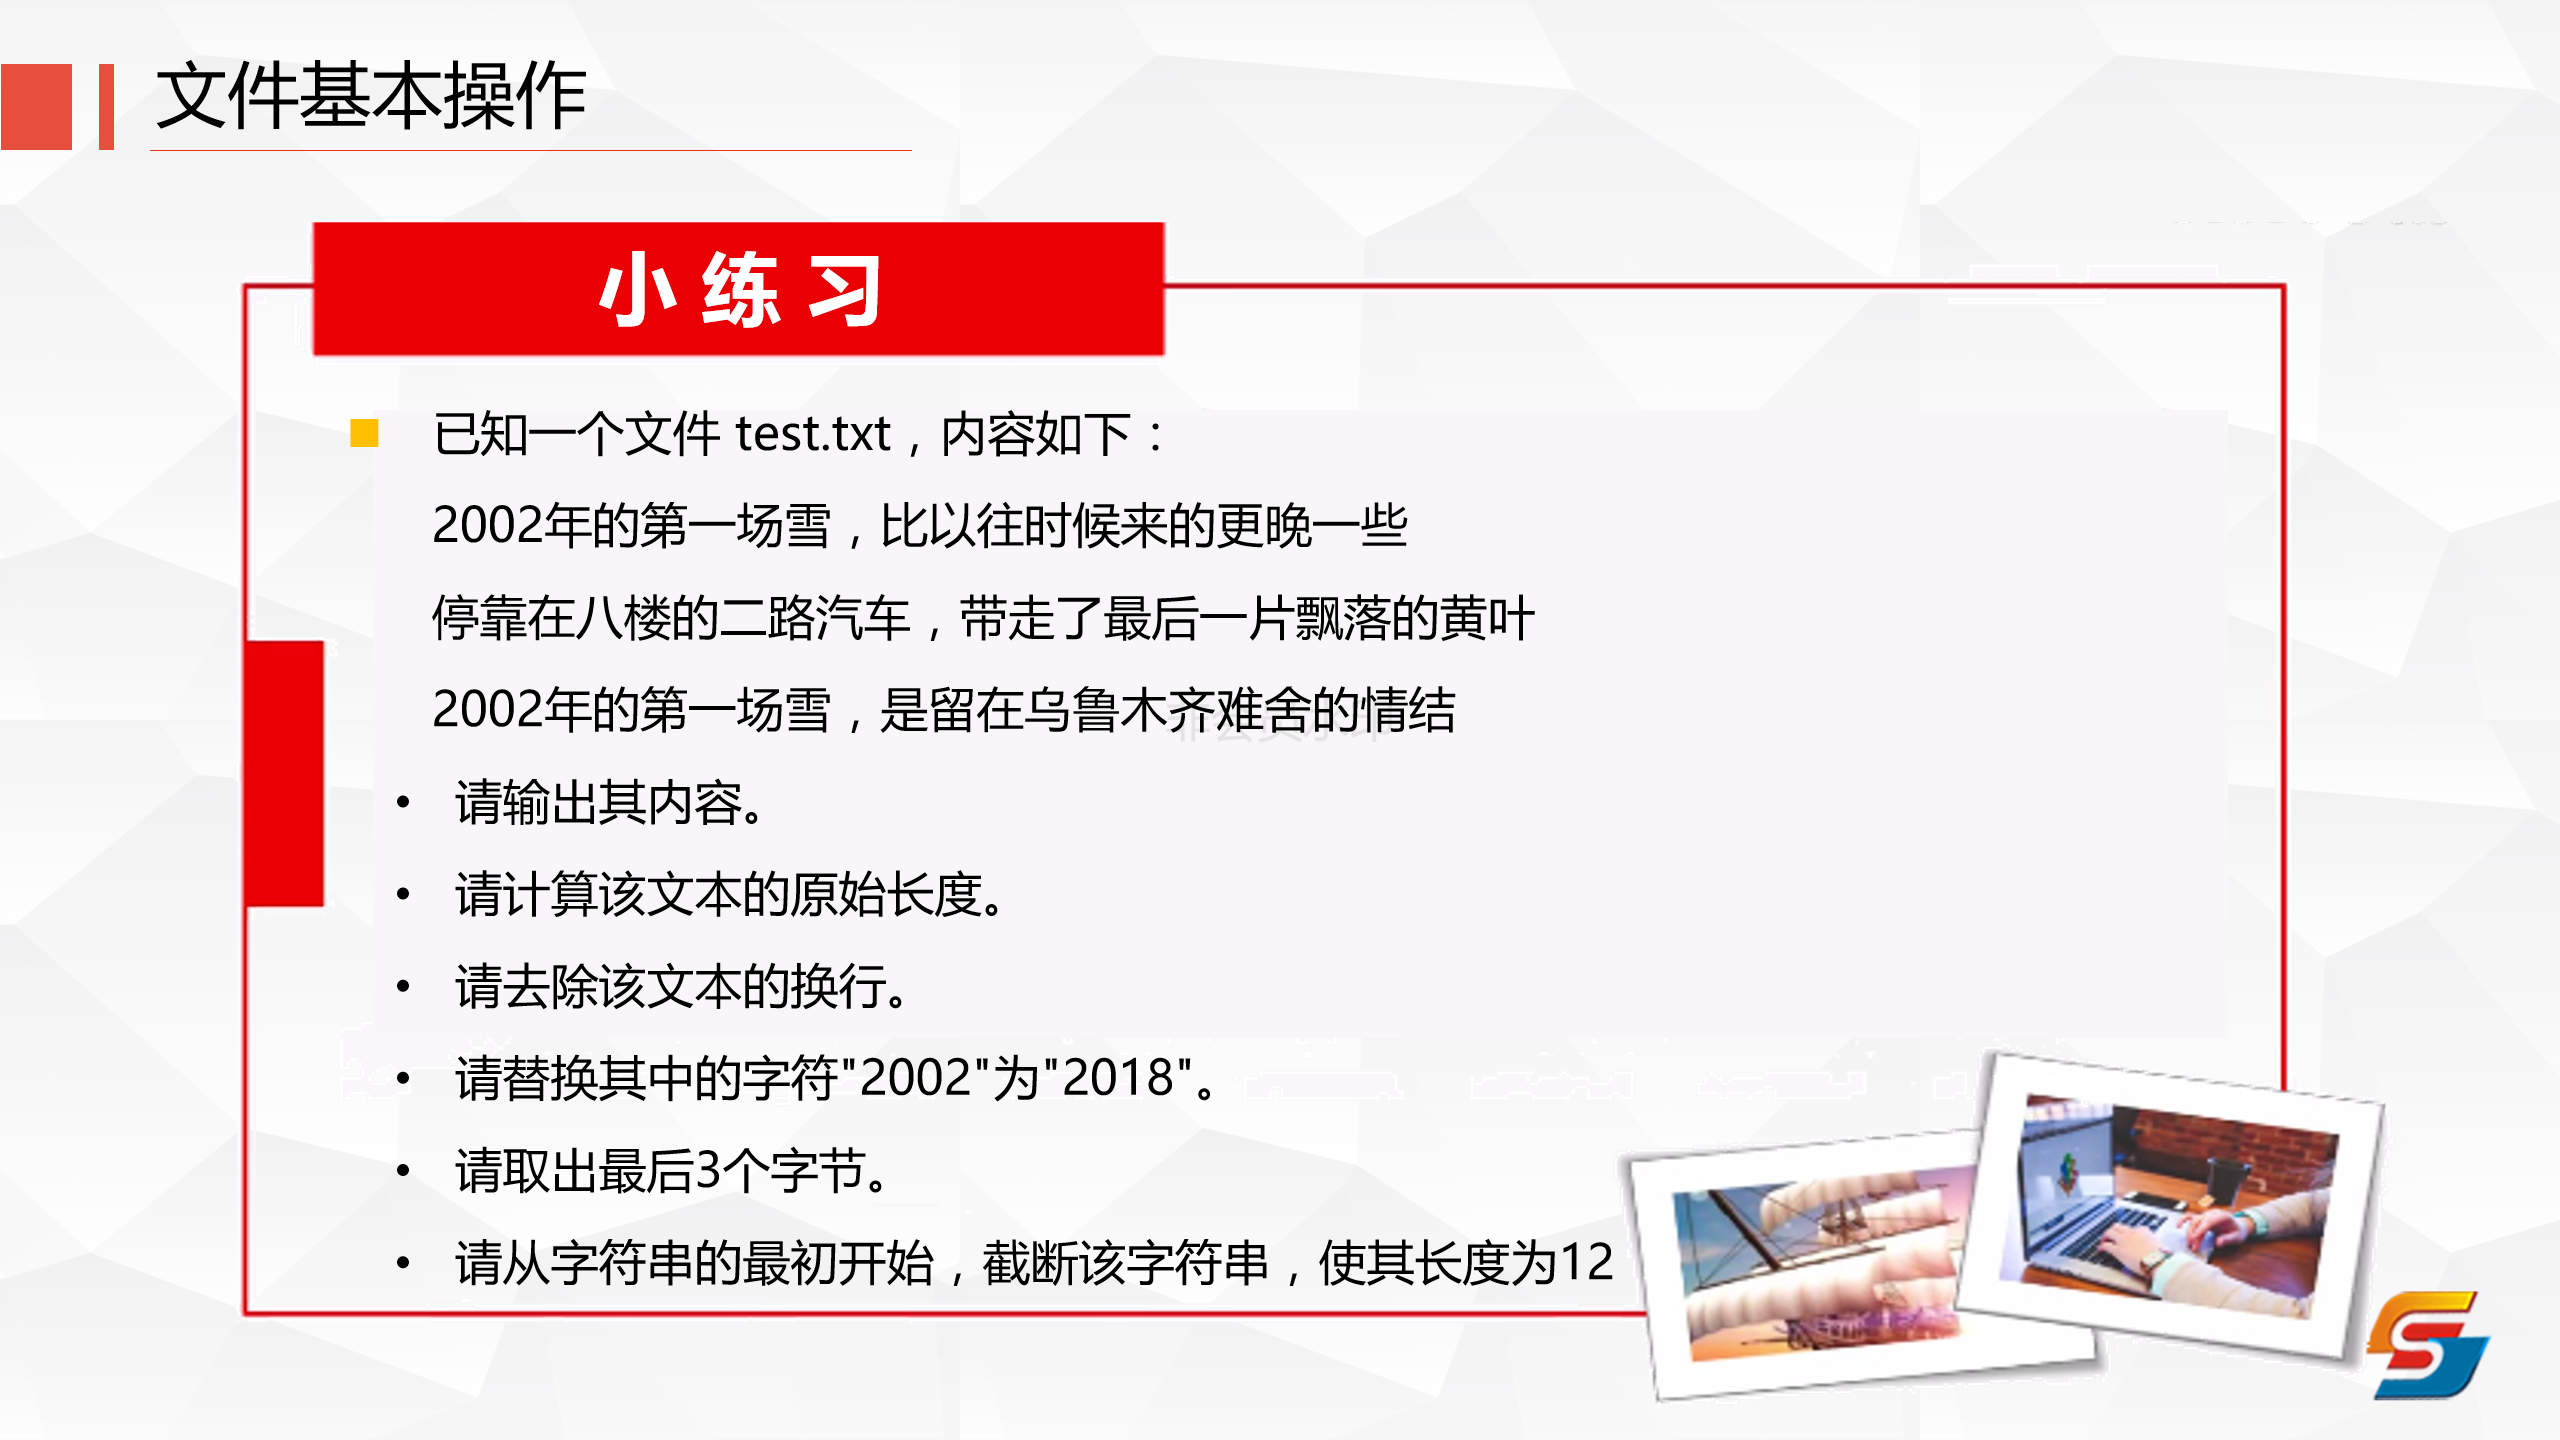 文件基本操作
小练习
已知一个文件 test.txt，内容如下：
2002年的第一场雪，比以往时候来的更晚一些
停靠在八楼的二路汽车，带走了最后一片飘落的黄叶
2002年的第一场雪，是留在乌鲁木齐难舍的情结
非会员水印
• 请输出其内容。
• 请计算该文本的原始长度。
• 请去除该文本的换行。
• 请替换其中的字符"2002"为"2018"。
• 请取出最后3个字节。
• 请从字符串的最初开始，截断该字符串，使其长度为12